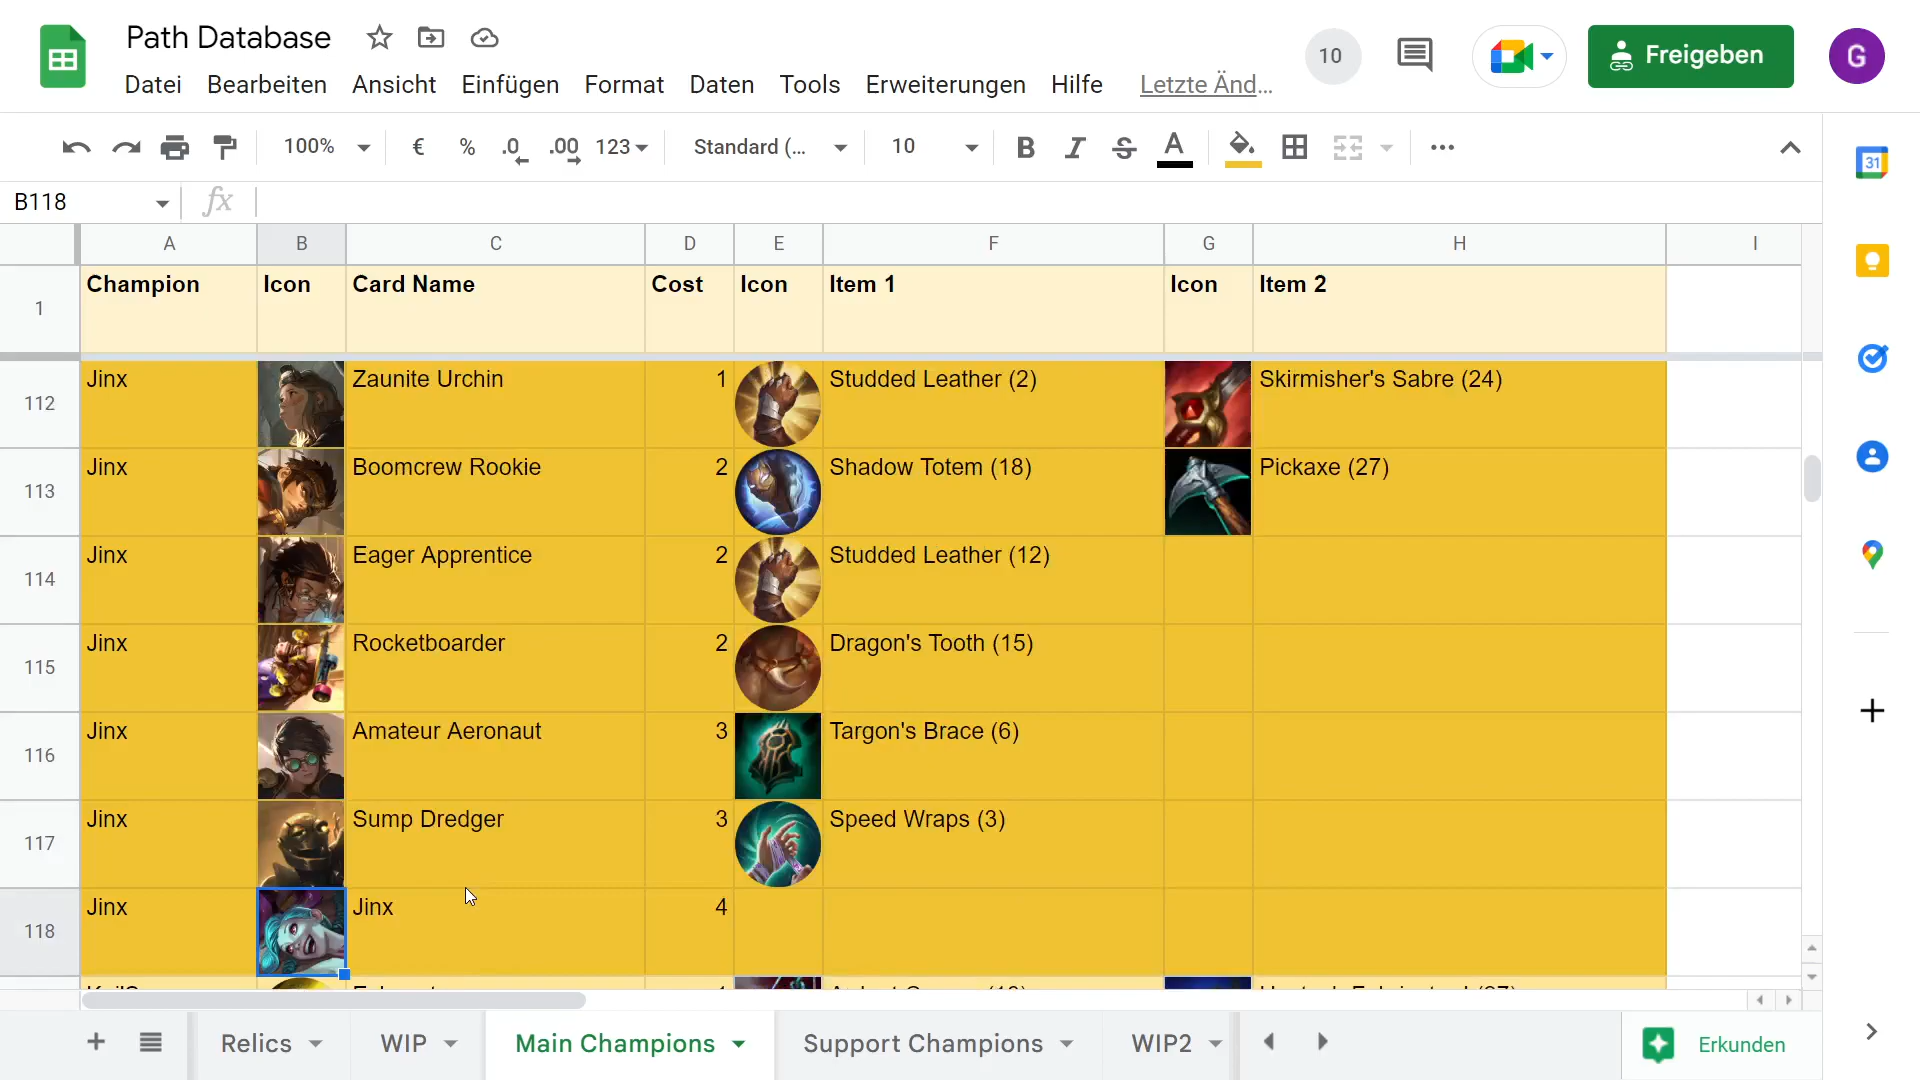 Path Database
10
Freigeben
G
Datei Bearbeiten Ansicht Einfügen Format Daten Tools Erweiterungen Hilfe Letzte Änd...
100% € % .0 .00 123 Standard (... 10 B I S A
31
B118 fx
A B C D E F G H I
1 Champion Icon Card Name Cost Icon Item 1 Icon Item 2
112 Jinx Zaunite Urchin 1 Studded Leather (2) Skirmisher's Sabre (24)
113 Jinx Boomcrew Rookie 2 Shadow Totem (18) Pickaxe (27)
114 Jinx Eager Apprentice 2 Studded Leather (12)
115 Jinx Rocketboarder 2 Dragon's Tooth (15)
116 Jinx Amateur Aeronaut 3 Targon's Brace (6)
117 Jinx Sump Dredger 3 Speed Wraps (3)
118 Jinx Jinx 4
Relics WIP Main Champions Support Champions WIP2 Erkunden